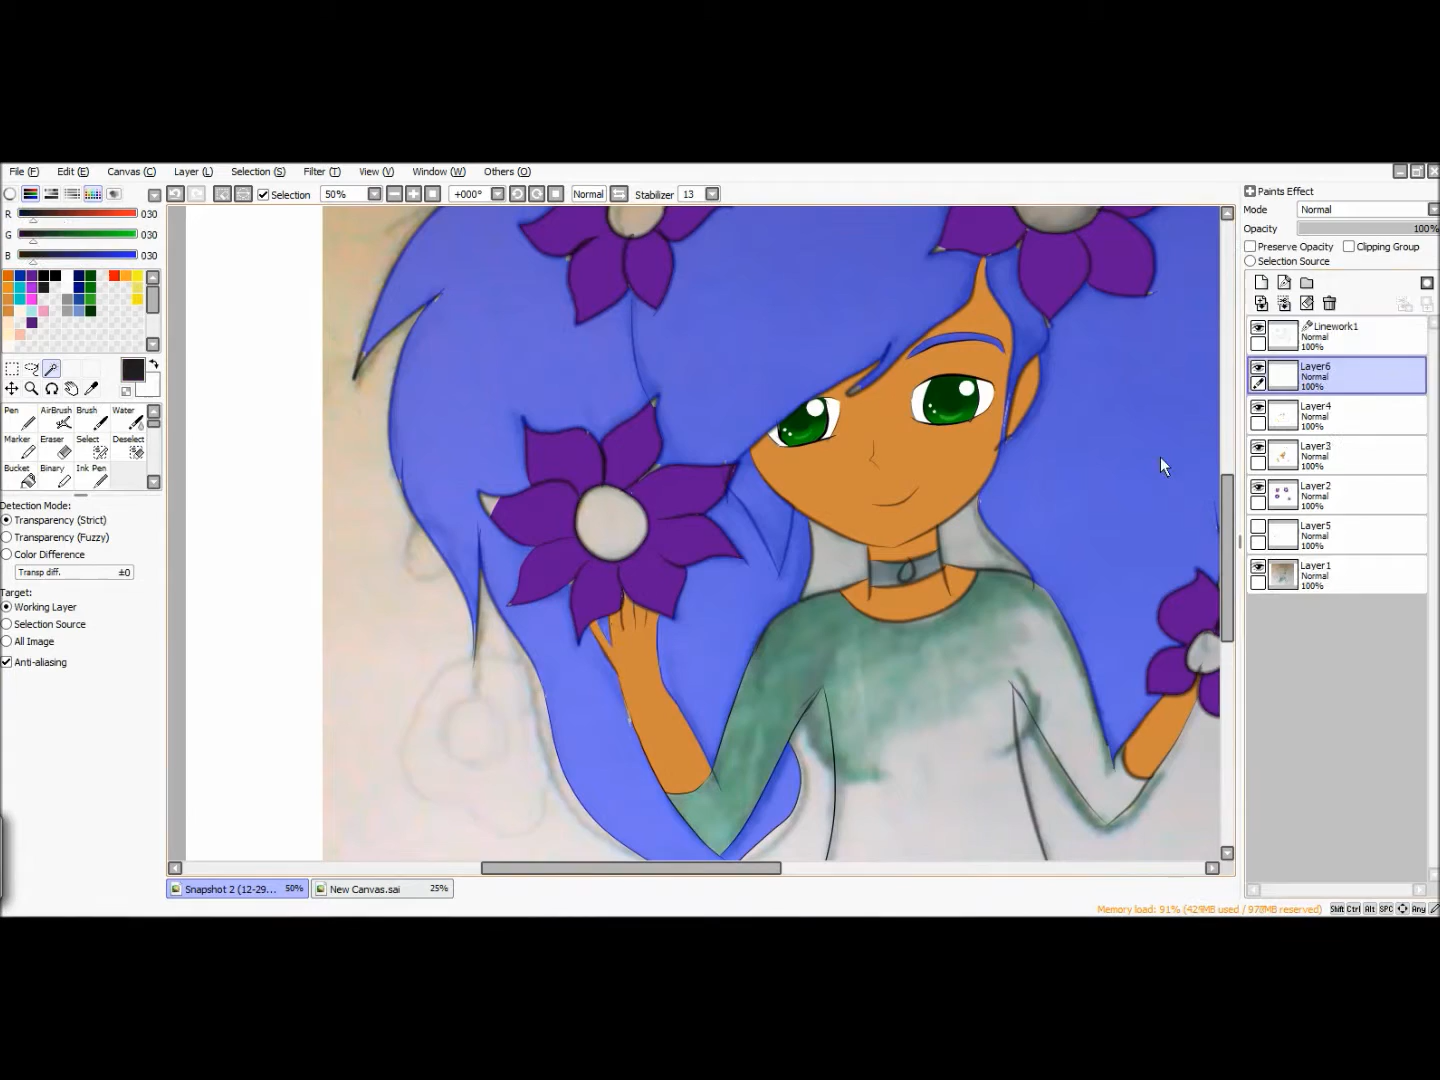 File (F) Edit (E) Canvas (C) Layer (L) Selection (S) Filter (T) View (V) Window (W) Others (O)
Selection 50% +000° Normal Stabilizer 13
R 030
G 030
B 030
Pen AirBrush Brush Water
Marker Eraser Select Deselect
Bucket Binary Ink Pen
Detection Mode:
Transparency (Strict)
Transparency (Fuzzy)
Color Difference
Transp diff. ±0
Target:
Working Layer
Selection Source
All Image
Anti-aliasing
Paints Effect
Mode Normal
Opacity 100%
Preserve Opacity Clipping Group
Selection Source
Linework1
Normal
100%
Layer6
Normal
100%
Layer4
Normal
100%
Layer3
Normal
100%
Layer2
Normal
100%
Layer5
Normal
100%
Layer1
Normal
100%
Snapshot 2 (12-29... 50% New Canvas.sai 25%
Memory load: 91% (429MB used / 978MB reserved) Shift Ctrl Alt SPC Any